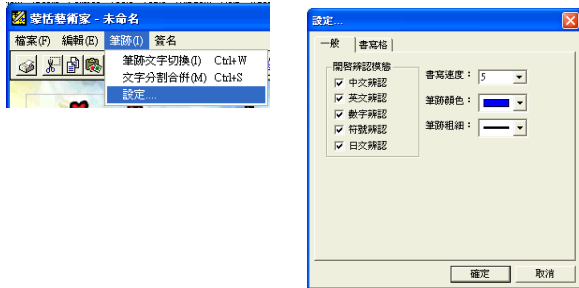 蒙恬藝術家 - 未命名
檔案(F) 編輯(E) 筆跡(I) 簽名
筆跡文字切換(I) Ctrl+W
文字分割合併(M) Ctrl+S
設定....
設定...
一般 書寫格
開啓辨認模態
中文辨認
英文辨認
數字辨認
符號辨認
日文辨認
書寫速度： 5
筆跡顏色：
筆跡粗細：
確定 取消